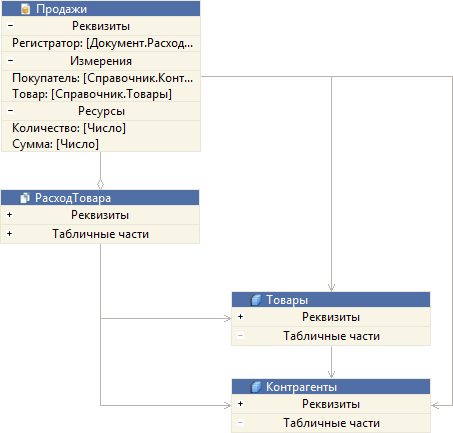 Продажи
Реквизиты
Регистратор: [Документ.Расход...
Измерения
Покупатель: [Справочник.Конт...
Товар: [Справочник.Товары]
Ресурсы
Количество: [Число]
Сумма: [Число]
РасходТовара
Реквизиты
Табличные части
Товары
Реквизиты
Табличные части
Контрагенты
Реквизиты
Табличные части